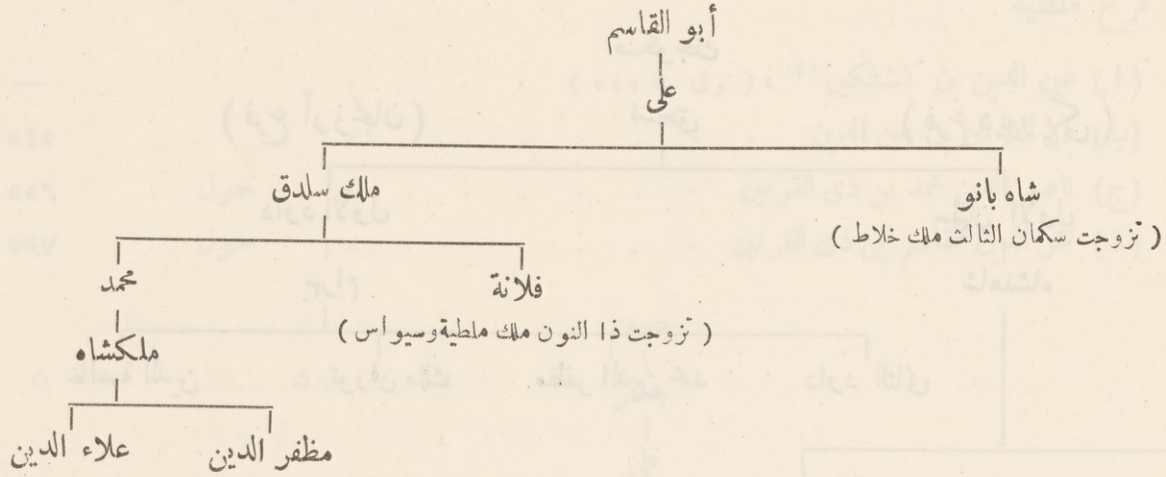 أبو القاسم
على
شاه بانو
(تزوجت سكمان الثالث ملك خلاط)
ملك سلدق
فلانة
(تزوجت ذا النون ملك ملطية وسيواس)
محمد
ملكشاه
مظفر الدين
علاء الدين